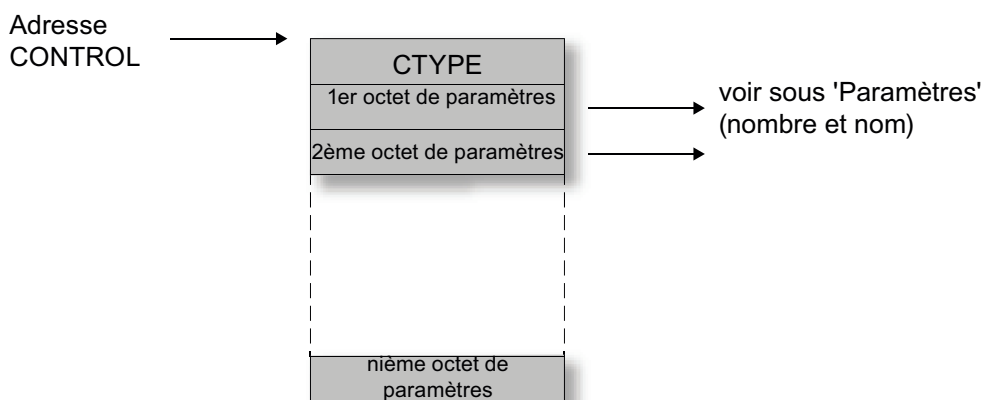 Adresse
CONTROL
CTYPE
1er octet de paramètres
voir sous 'Paramètres'
(nombre et nom)
2ème octet de paramètres
nième octet de
paramètres